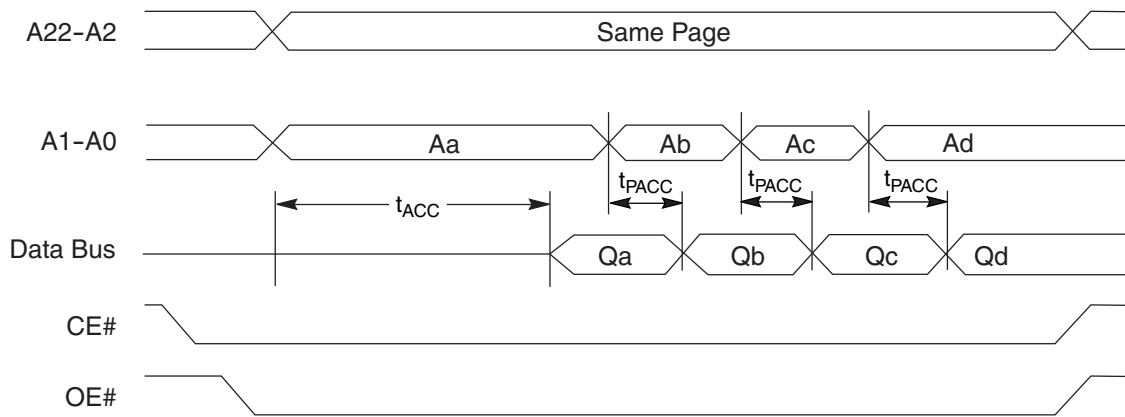 A22–A2 Same Page
A1–A0 Aa Ab Ac Ad
tPACC tPACC tPACC
tACC
Data Bus Qa Qb Qc Qd
CE#
OE#